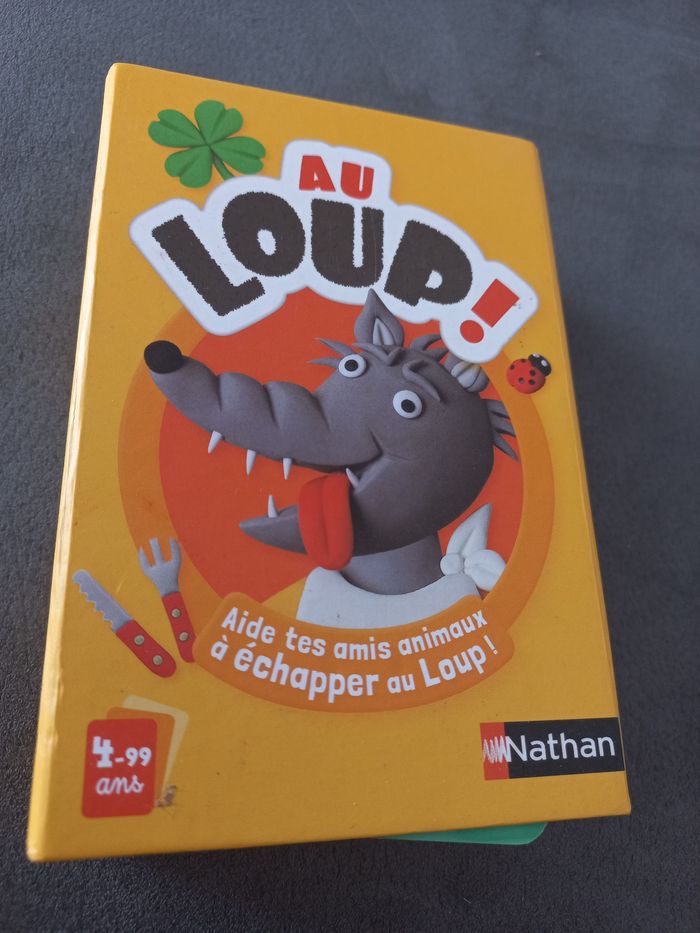 AU
LOUP!
Aide tes amis animaux
à échapper au Loup !
4-99
ans
Nathan